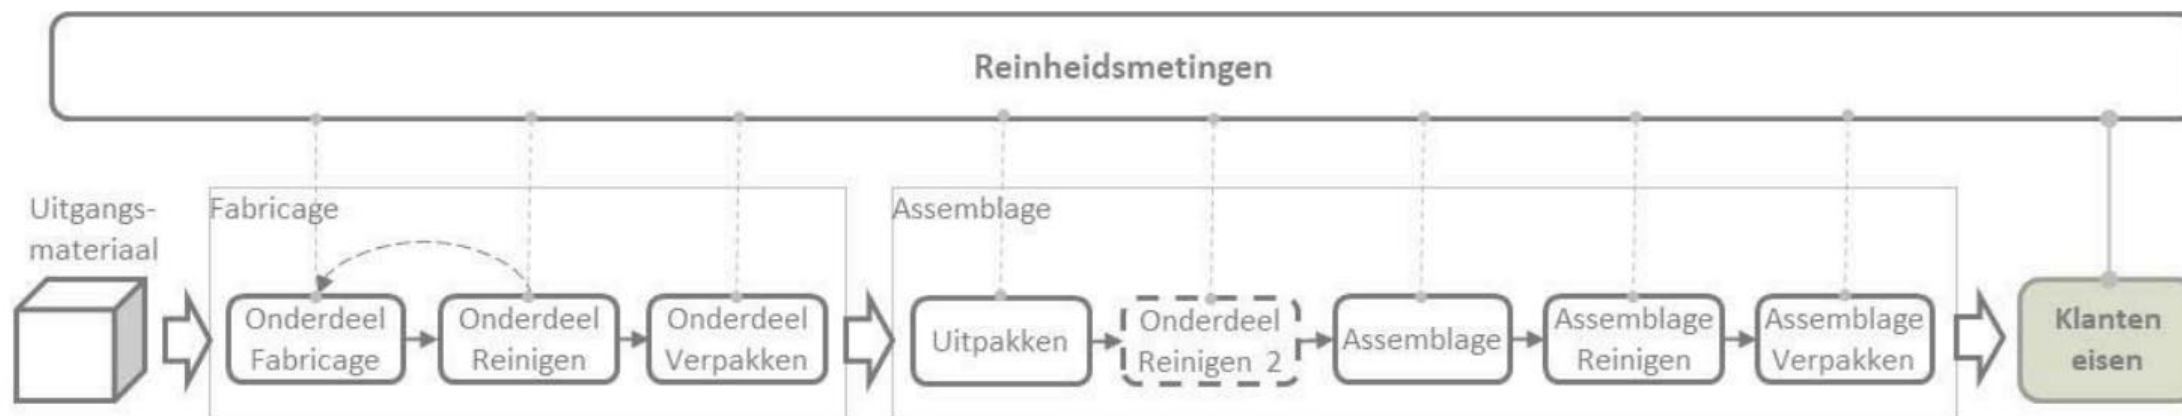 Reinheidsmetingen
Uitgangs-
materiaal
Fabricage
Onderdeel
Fabricage
Onderdeel
Reinigen
Onderdeel
Verpakken
Assemblage
Uitpakken
Onderdeel
Reinigen 2
Assemblage
Assemblage
Reinigen
Assemblage
Verpakken
Klanten
eisen